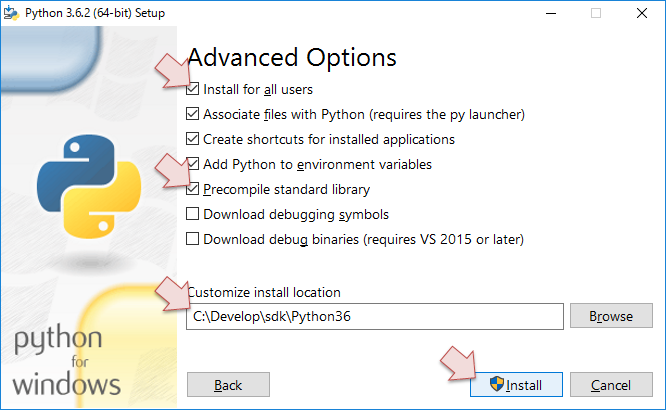 Python 3.6.2 (64-bit) Setup
Advanced Options
Install for all users
Associate files with Python (requires the py launcher)
Create shortcuts for installed applications
Add Python to environment variables
Precompile standard library
Download debugging symbols
Download debug binaries (requires VS 2015 or later)
Customize install location
C:\Develop\sdk\Python36
Browse
python
for
windows
Back
Install
Cancel